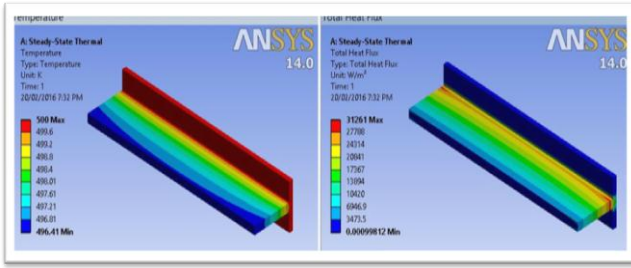 Temperature
ANSYS
14.0
A: Steady-State Thermal
Temperature
Type: Temperature
Unit: K
Time: 1
20/02/2016 7:32 PM
500 Max
499.6
499.2
498.8
498.4
498.01
497.61
497.21
496.81
496.41 Min
Total Heat Flux
ANSYS
14.0
A: Steady-State Thermal
Total Heat Flux
Type: Total Heat Flux
Unit: W/m²
Time: 1
20/02/2016 7:32 PM
31261 Max
27788
24314
20841
17367
13894
10420
6946.9
3473.5
0.00099812 Min